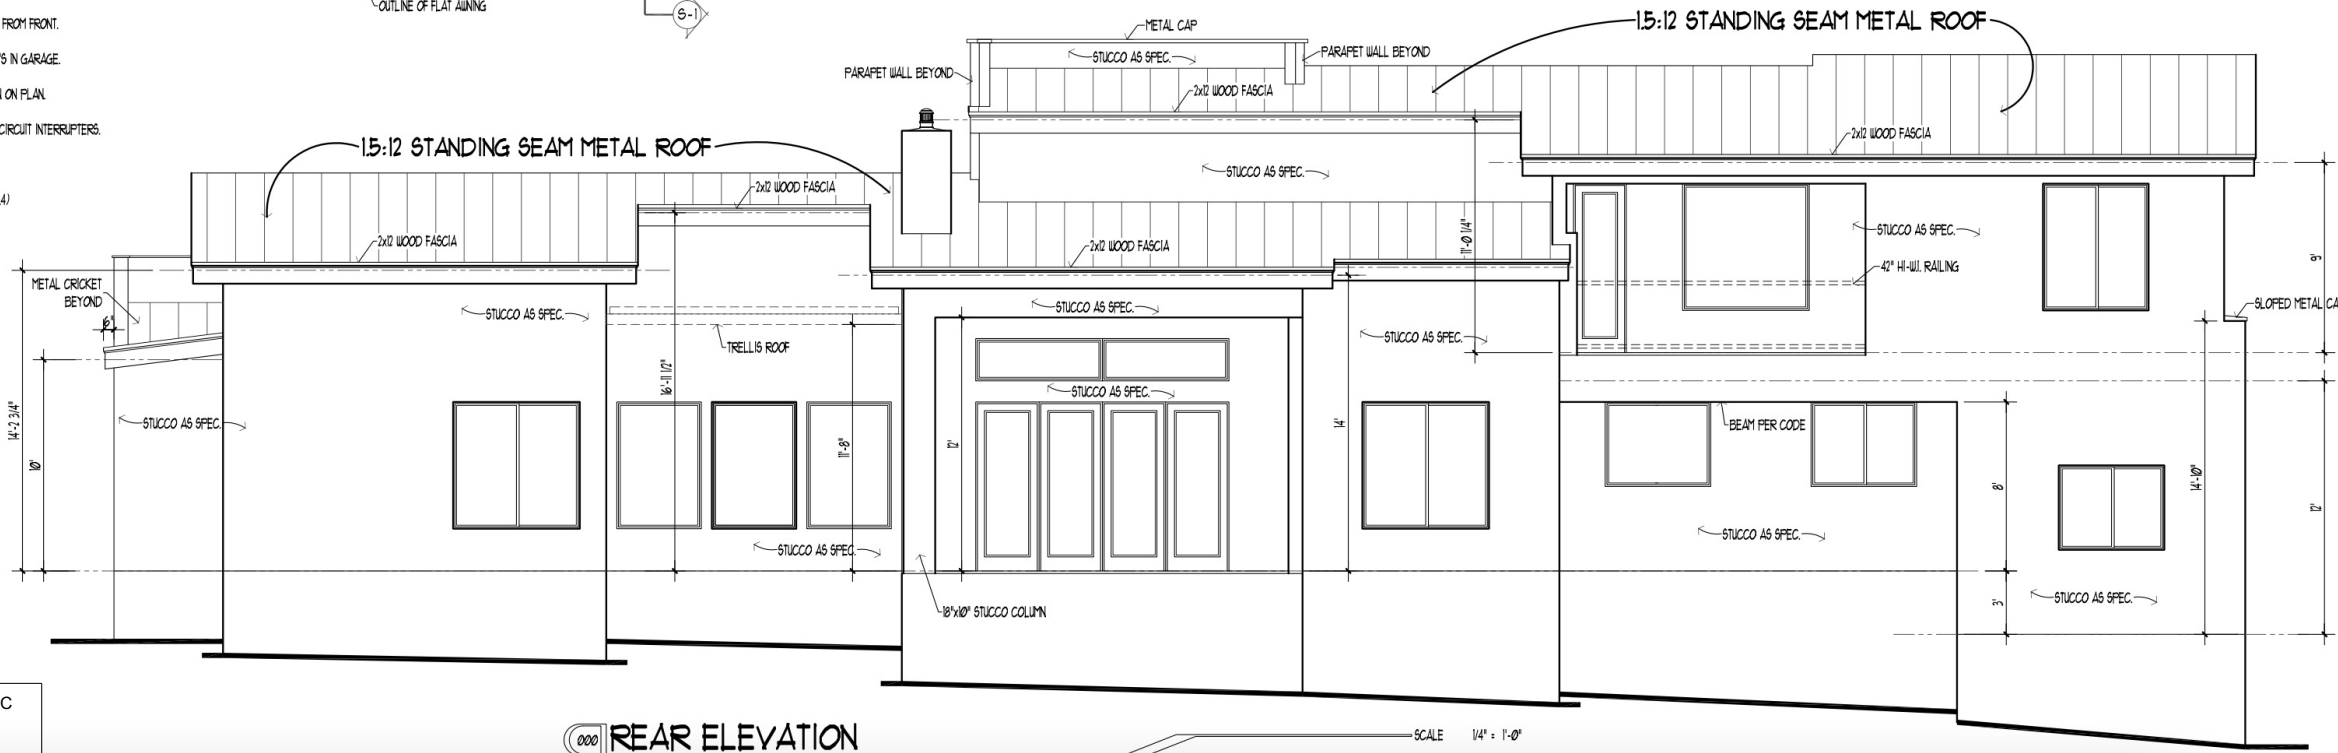 OUTLINE OF FLAT AWNING
S-1
FROM FRONT.
S IN GARAGE.
ON PLAN.
CIRCUIT INTERRUPTERS.
4)
METAL CAP
STUCCO AS SPEC.
PARAPET WALL BEYOND
PARAPET WALL BEYOND
1.5:12 STANDING SEAM METAL ROOF
2x12 WOOD FASCIA
2x12 WOOD FASCIA
1.5:12 STANDING SEAM METAL ROOF
STUCCO AS SPEC.
2x12 WOOD FASCIA
2x12 WOOD FASCIA
2x12 WOOD FASCIA
11'-0 1/4"
STUCCO AS SPEC.
42" HI-W.I. RAILING
9'
METAL CRICKET
BEYOND
6"
STUCCO AS SPEC.
STUCCO AS SPEC.
SLOPED METAL CA
TRELLIS ROOF
STUCCO AS SPEC.
16'-11 1/2"
STUCCO AS SPEC.
14'-2 3/4"
10'
STUCCO AS SPEC.
11'-8"
12'
14'
BEAM PER CODE
8'
14'-10"
12'
STUCCO AS SPEC.
STUCCO AS SPEC.
18"x10" STUCCO COLUMN
3'
STUCCO AS SPEC.
C
000
REAR ELEVATION
SCALE 1/4" = 1'-0"